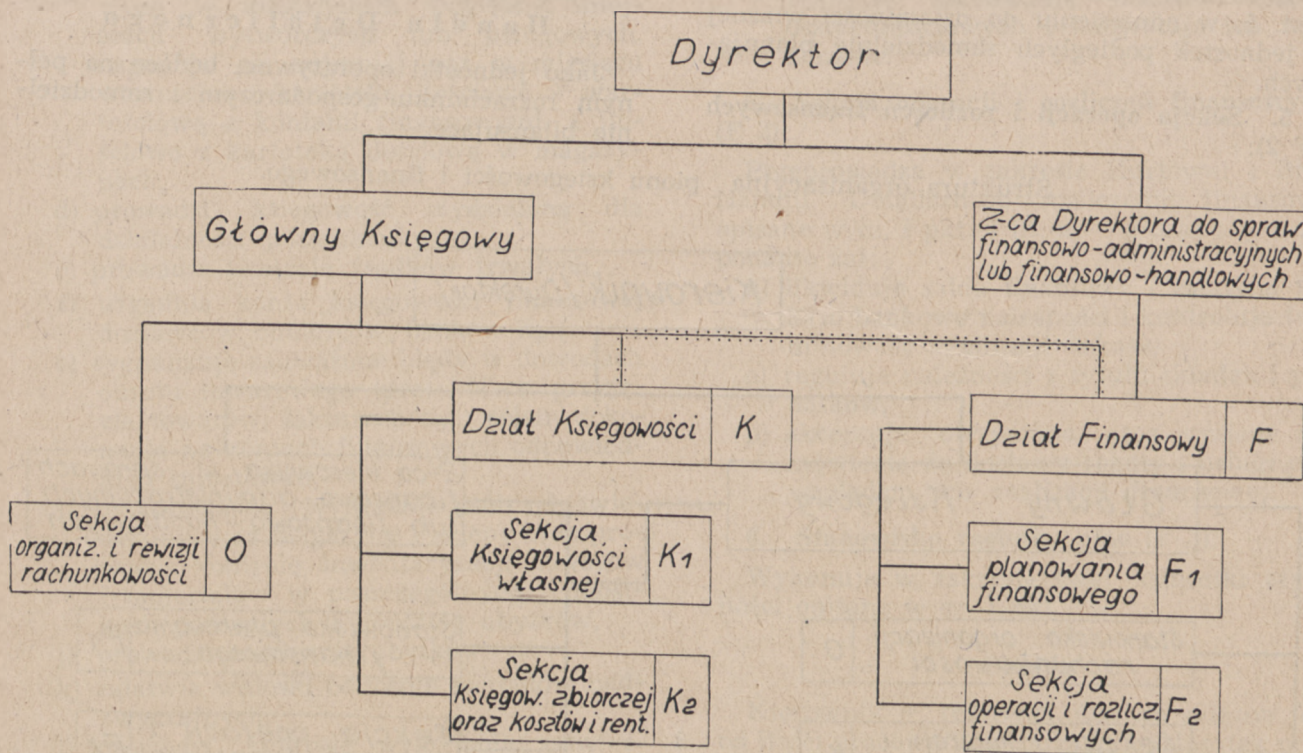 Dyrektor
Główny Księgowy
Z-ca Dyrektora do spraw
finansowo-administracyjnych
lub finansowo-handlowych
Dział Księgowości K
Dział Finansowy F
Sekcja
organiz. i rewizji
rachunkowości
O
Sekcja
Księgowości
własnej
K1
Sekcja
planowania
finansowego
F1
Sekcja
Księgow. zbiorczej
oraz kosztów i rent.
K2
Sekcja
operacji i rozlicz.
finansowych
F2